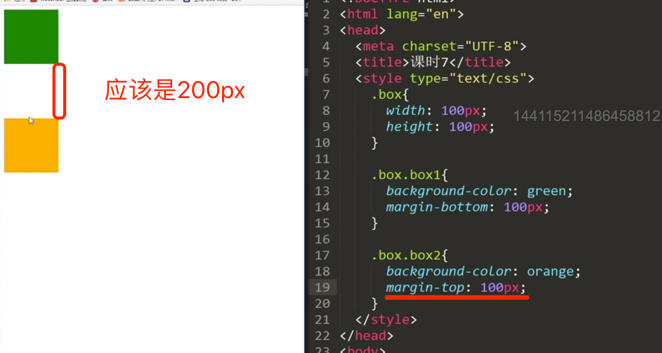 应该是200px
2 <html lang="en">
3 <head>
4 <meta charset="UTF-8">
5 <title>课时7</title>
6 <style type="text/css">
7 .box{
8 width: 100px;
9 height: 100px;
10 }
11
12 .box.box1{
13 background-color: green;
14 margin-bottom: 100px;
15 }
16
17 .box.box2{
18 background-color: orange;
19 margin-top: 100px;
20 }
21 </style>
22 </head>
23 <body>
144115211486458812